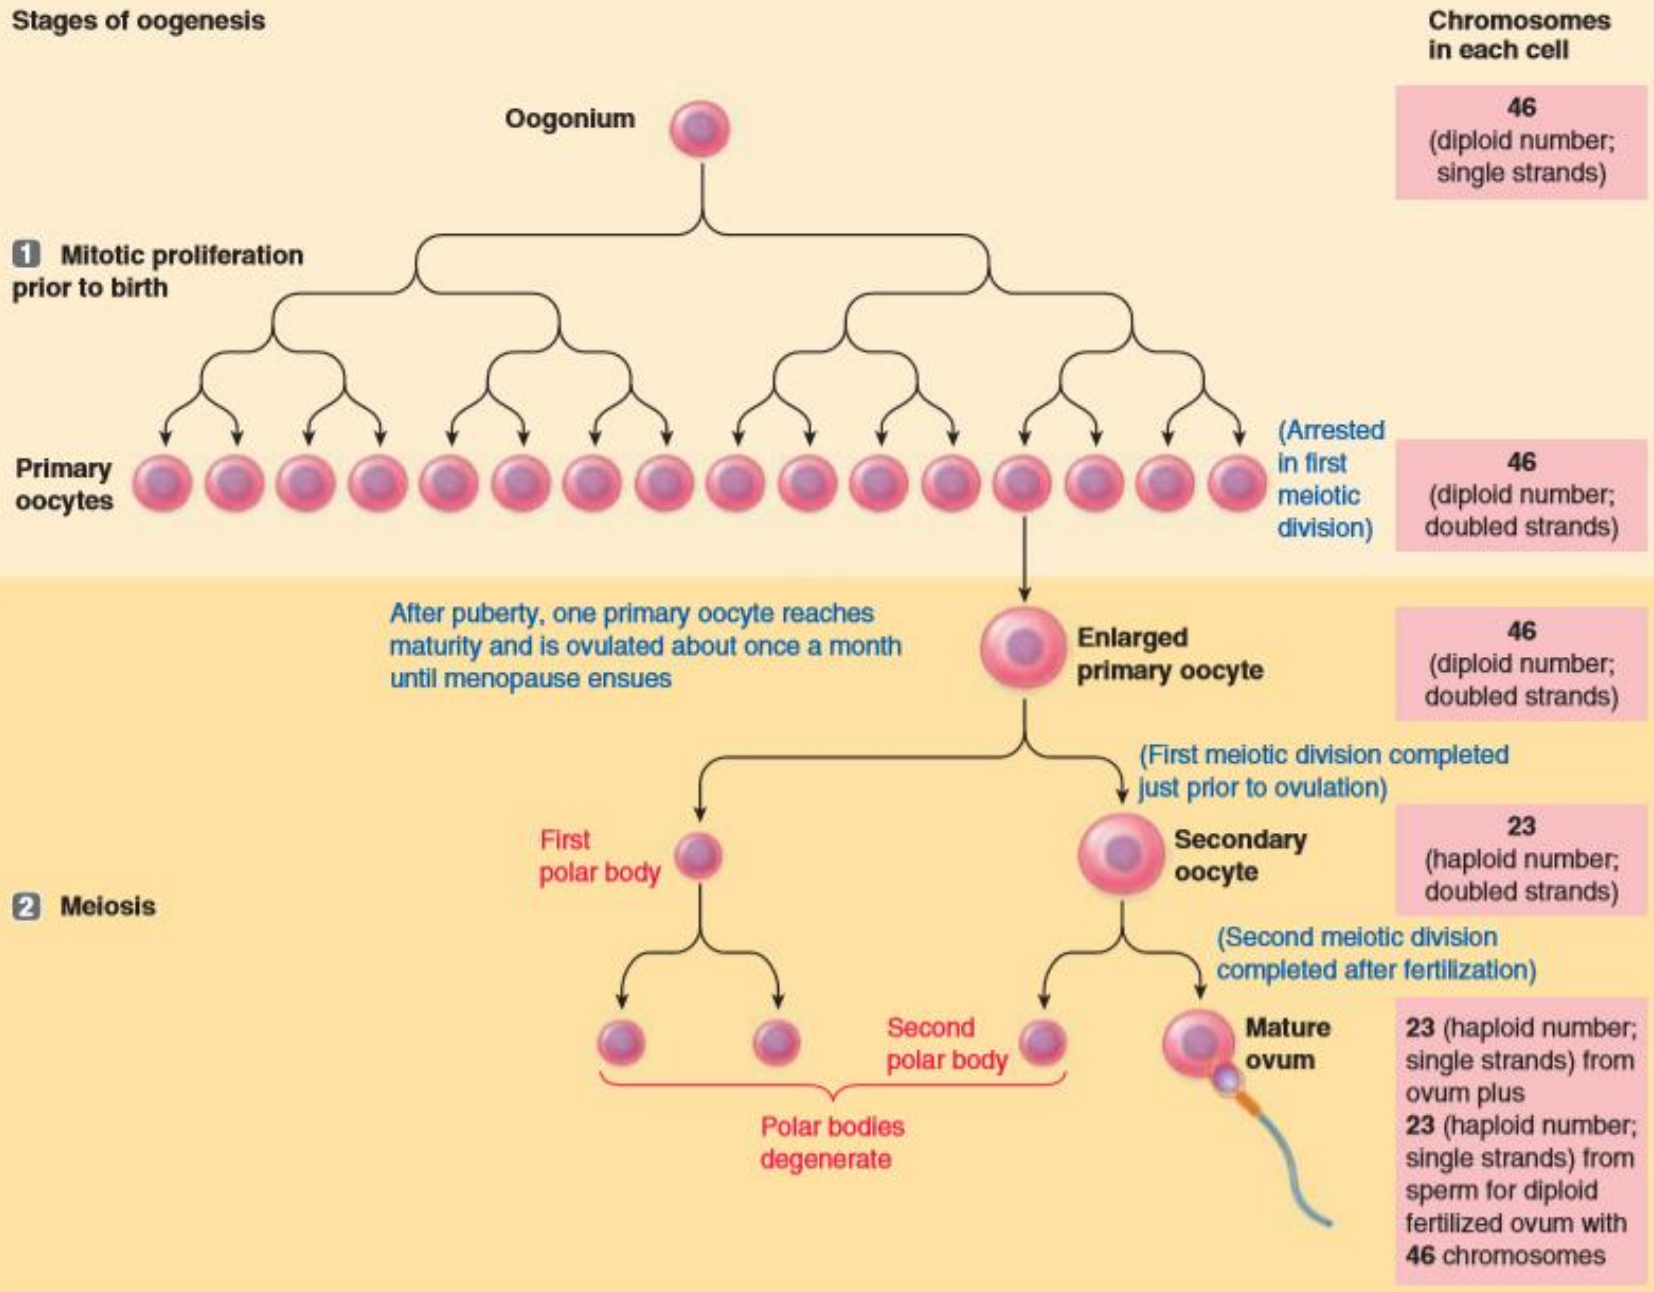 Stages of oogenesis
Chromosomes
in each cell
Oogonium
46
(diploid number;
single strands)
1 Mitotic proliferation
prior to birth
Primary
oocytes
(Arrested
in first
meiotic
division)
46
(diploid number;
doubled strands)
After puberty, one primary oocyte reaches
maturity and is ovulated about once a month
until menopause ensues
Enlarged
primary oocyte
46
(diploid number;
doubled strands)
(First meiotic division completed
just prior to ovulation)
First
polar body
Secondary
oocyte
23
(haploid number;
doubled strands)
2 Meiosis
(Second meiotic division
completed after fertilization)
Second
polar body
Mature
ovum
23 (haploid number;
single strands) from
ovum plus
23 (haploid number;
single strands) from
sperm for diploid
fertilized ovum with
46 chromosomes
Polar bodies
degenerate